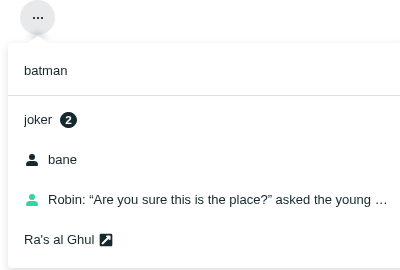 ...
batman
joker 2
bane
Robin: “Are you sure this is the place?” asked the young …
Ra's al Ghul